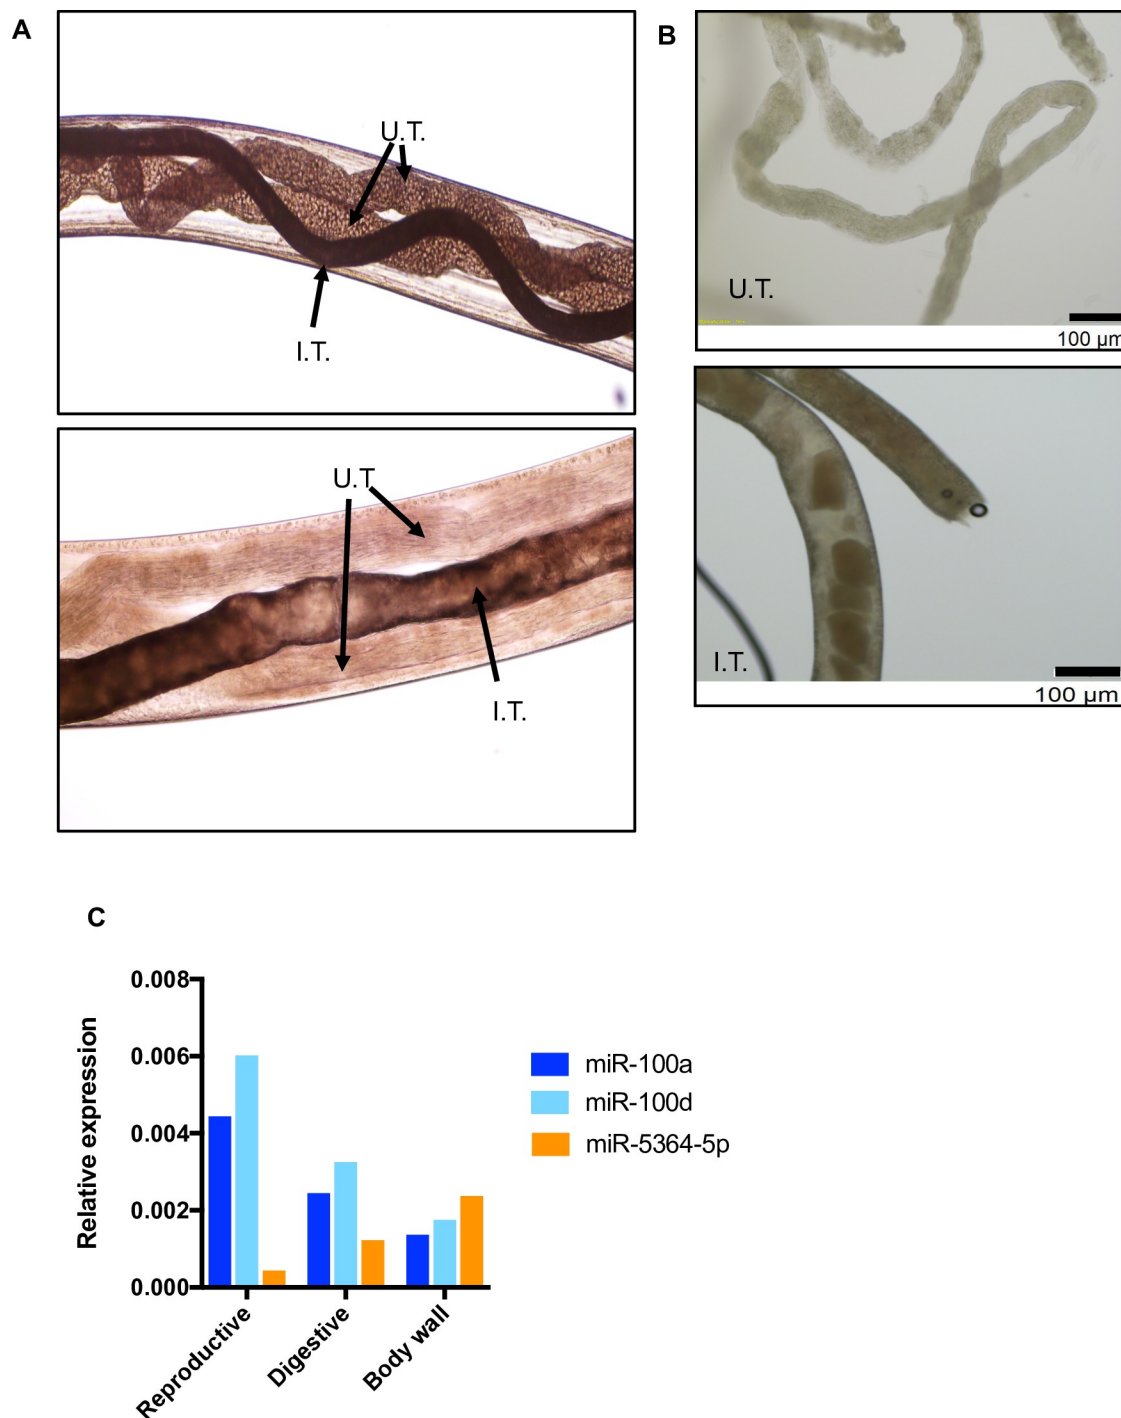 A
U.T.
I.T.
U.T
I.T.
B
U.T.
100 µm
I.T.
100 µm
C
Relative expression
0.008
0.006
0.004
0.002
0.000
Reproductive
Digestive
Body wall
miR-100a
miR-100d
miR-5364-5p